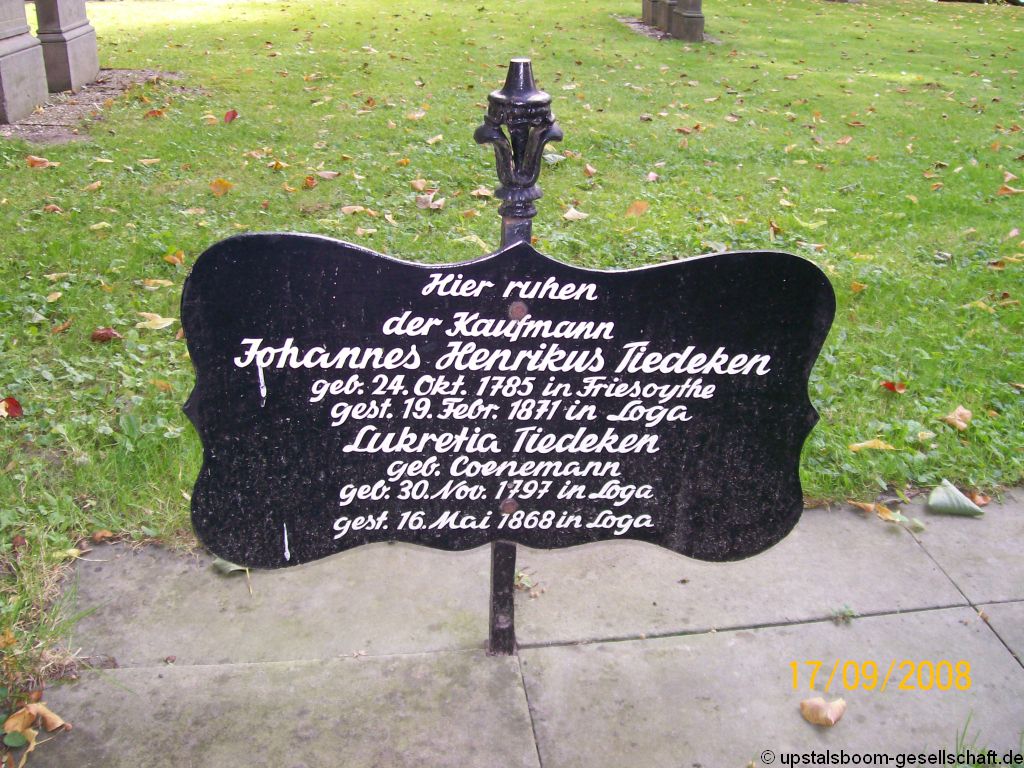 Hier ruhen
der Kaufmann
Johannes Henrikus Tiedeken
geb. 24. Okt. 1785 in Friesoythe
gest. 19. Febr. 1871 in Loga
Lukretia Tiedeken
geb. Coenemann
geb. 30. Nov. 1797 in Loga
gest. 16. Mai 1868 in Loga
17/09/2008
© upstalsboom-gesellschaft.de